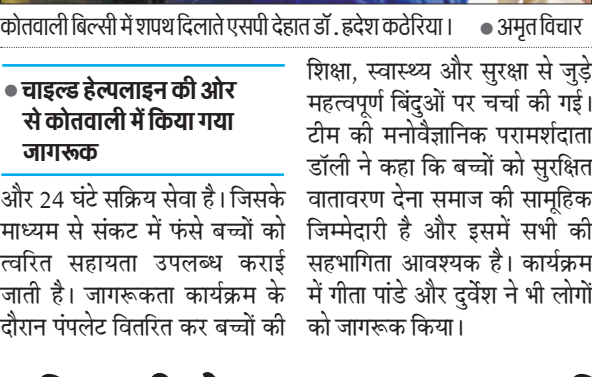 कोतवाली बिल्सी में शपथ दिलाते एसपी देहात डॉ. ह्रदेश कठेरिया। ● अमृत विचार
● चाइल्ड हेल्पलाइन की ओर
से कोतवाली में किया गया
जागरूक
और 24 घंटे सक्रिय सेवा है। जिसके
माध्यम से संकट में फंसे बच्चों को
त्वरित सहायता उपलब्ध कराई
जाती है। जागरूकता कार्यक्रम के
दौरान पंपलेट वितरित कर बच्चों की
शिक्षा, स्वास्थ्य और सुरक्षा से जुड़े
महत्वपूर्ण बिंदुओं पर चर्चा की गई।
टीम की मनोवैज्ञानिक परामर्शदाता
डॉली ने कहा कि बच्चों को सुरक्षित
वातावरण देना समाज की सामूहिक
जिम्मेदारी है और इसमें सभी की
सहभागिता आवश्यक है। कार्यक्रम
में गीता पांडे और दुर्वेश ने भी लोगों
को जागरूक किया।